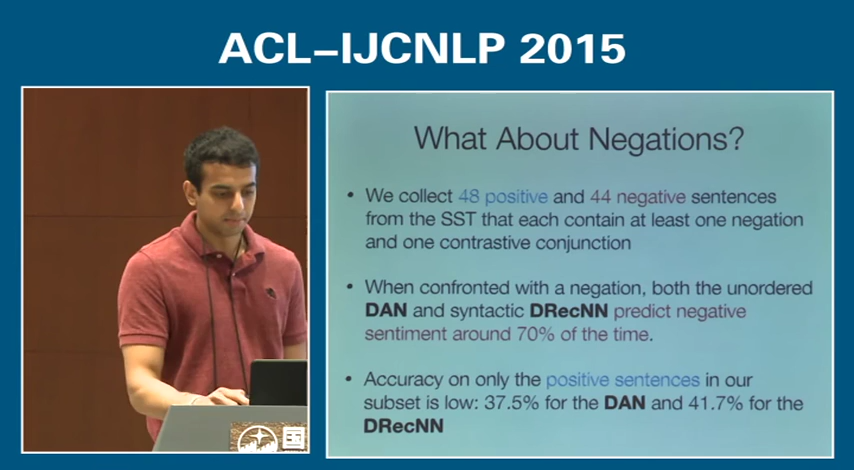 ACL–IJCNLP 2015
What About Negations?
• We collect 48 positive and 44 negative sentences
from the SST that each contain at least one negation
and one contrastive conjunction
• When confronted with a negation, both the unordered
DAN and syntactic DRecNN predict negative
sentiment around 70% of the time.
• Accuracy on only the positive sentences in our
subset is low: 37.5% for the DAN and 41.7% for the
DRecNN
国